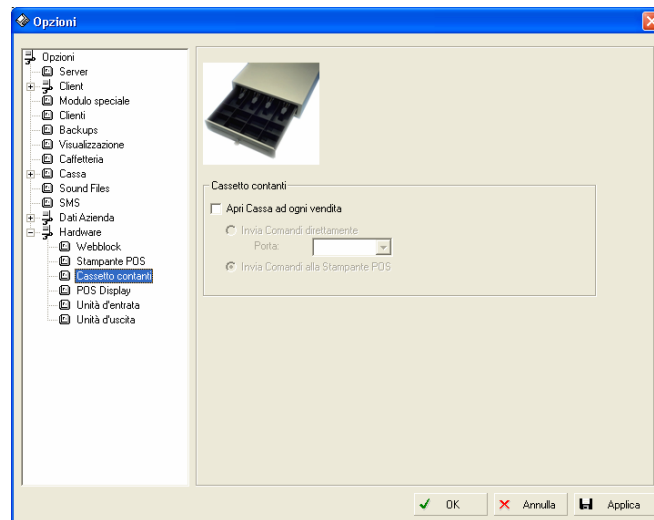 Opzioni
Opzioni
Server
Client
Modulo speciale
Clienti
Backups
Visualizzazione
Caffetteria
Cassa
Sound Files
SMS
Dati Azienda
Hardware
Webblock
Stampante POS
Cassetto contanti
POS Display
Unità d'entrata
Unità d'uscita
Cassetto contanti
Apri Cassa ad ogni vendita
Invia Comandi direttamente
Porta:
Invia Comandi alla Stampante POS
OK Annulla Applica